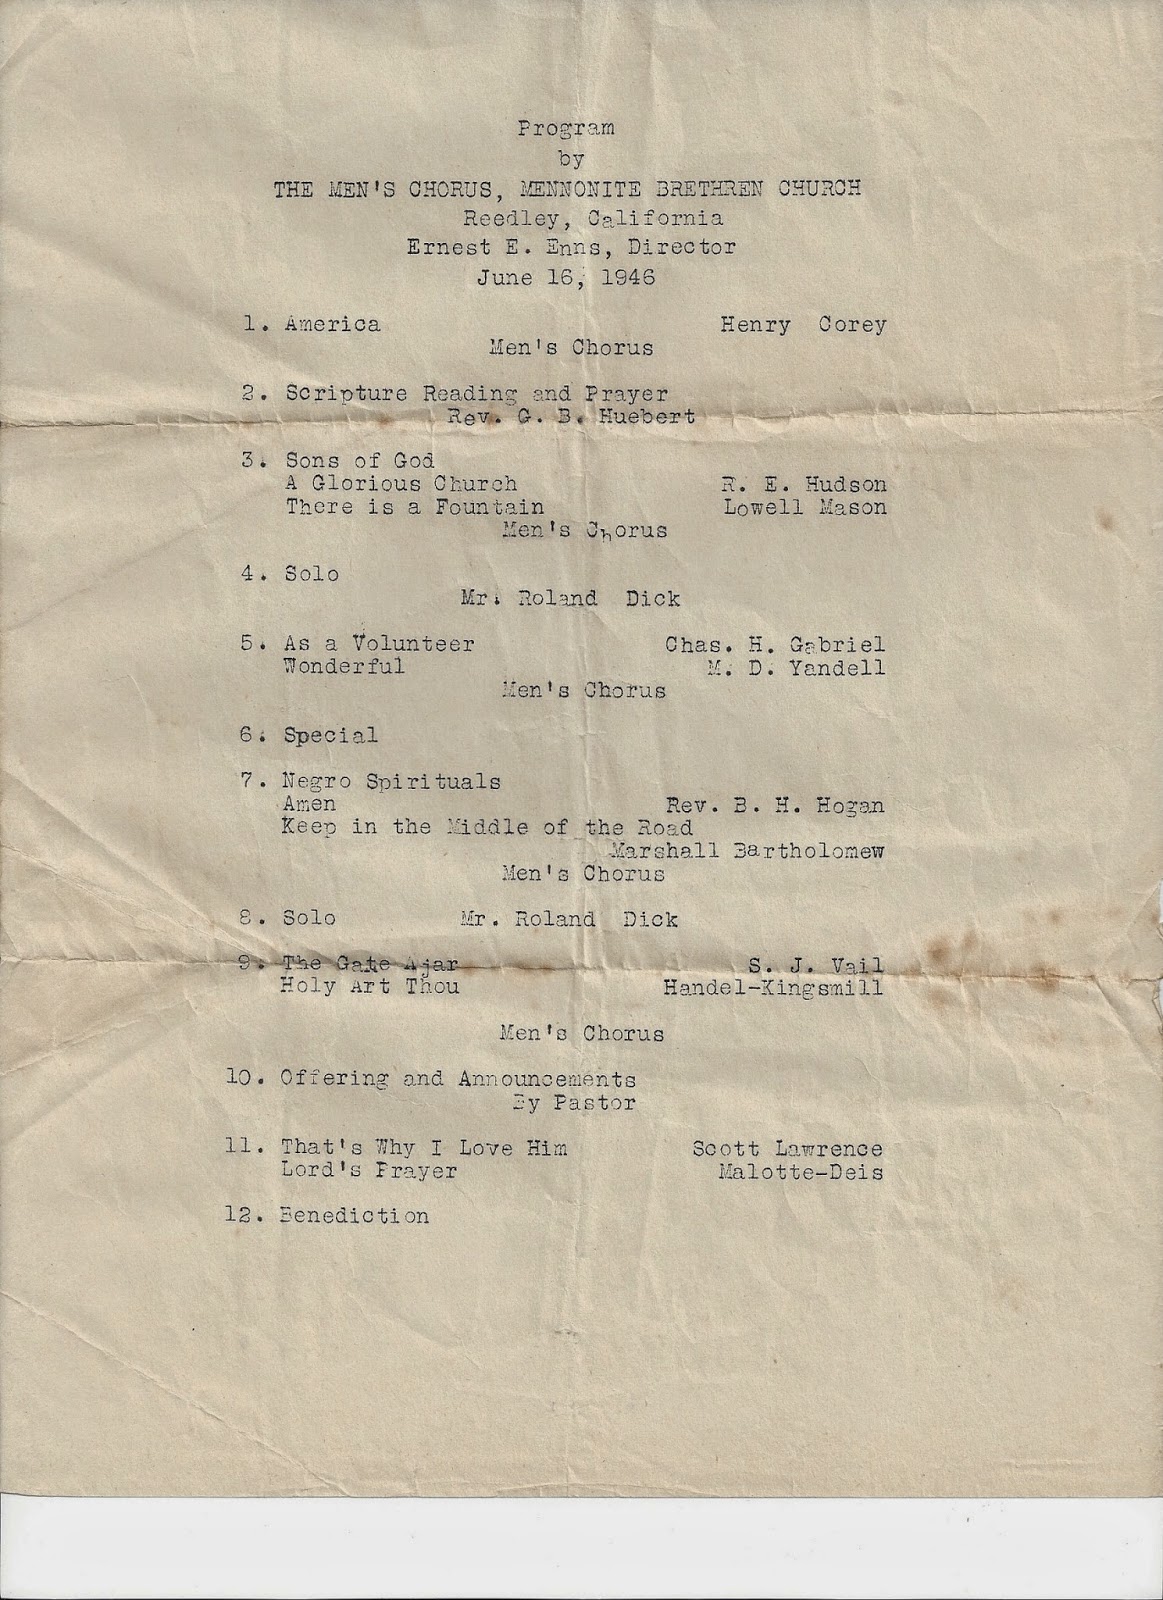 Program
by
THE MEN'S CHORUS, MENNONITE BRETHREN CHURCH
Reedley, California
Ernest E. Enns, Director
June 16, 1946
1. America Henry Corey
Men's Chorus
2. Scripture Reading and Prayer
Rev. G. B. Huebert
3. Sons of God
A Glorious Church R. E. Hudson
There is a Fountain Lowell Mason
Men's Chorus
4. Solo
Mr. Roland Dick
5. As a Volunteer Chas. H. Gabriel
Wonderful M. D. Yandell
Men's Chorus
6. Special
7. Negro Spirituals
Amen Rev. B. H. Hogan
Keep in the Middle of the Road
Marshall Bartholomew
Men's Chorus
8. Solo Mr. Roland Dick
9. The Gate Ajar S. J. Vail
Holy Art Thou Handel-Kingsmill
Men's Chorus
10. Offering and Announcements
By Pastor
11. That's Why I Love Him Scott Lawrence
Lord's Prayer Malotte-Deis
12. Benediction